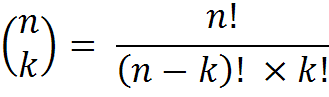 (n k) = n! / ((n − k)! × k!)